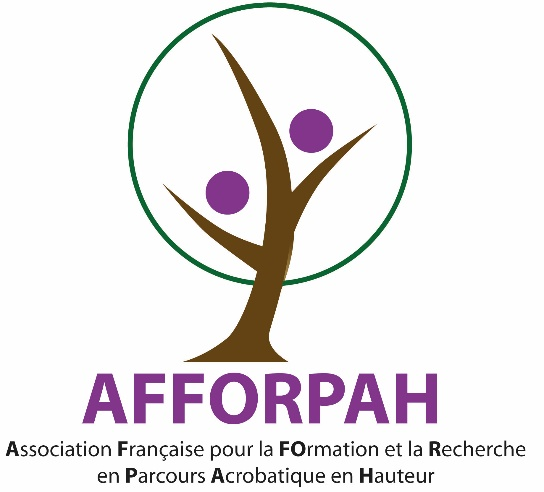 AFFORPAH
Association Française pour la FOrmation et la Recherche
en Parcours Acrobatique en Hauteur